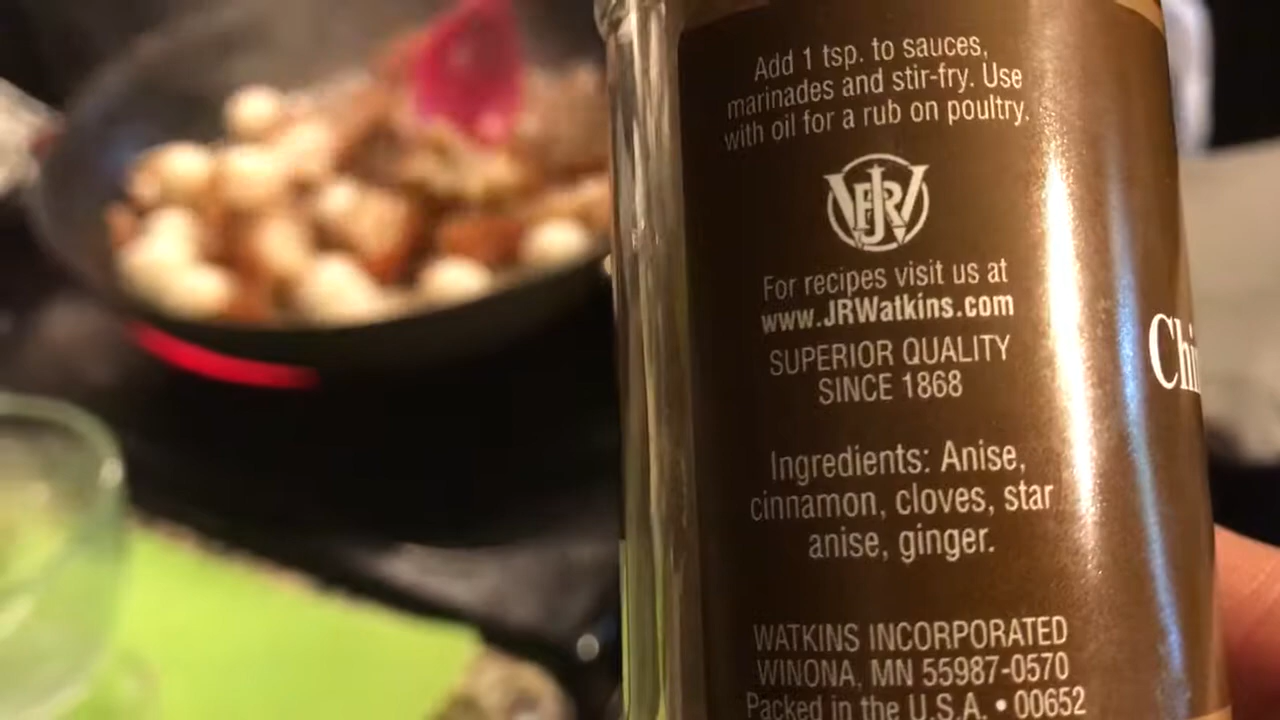 Add 1 tsp. to sauces,
marinades and stir-fry. Use
with oil for a rub on poultry.
JRW
For recipes visit us at
www.JRWatkins.com
SUPERIOR QUALITY
SINCE 1868
Chi
Ingredients: Anise,
cinnamon, cloves, star
anise, ginger.
WATKINS INCORPORATED
WINONA, MN 55987-0570
Packed in the U.S.A. • 00652